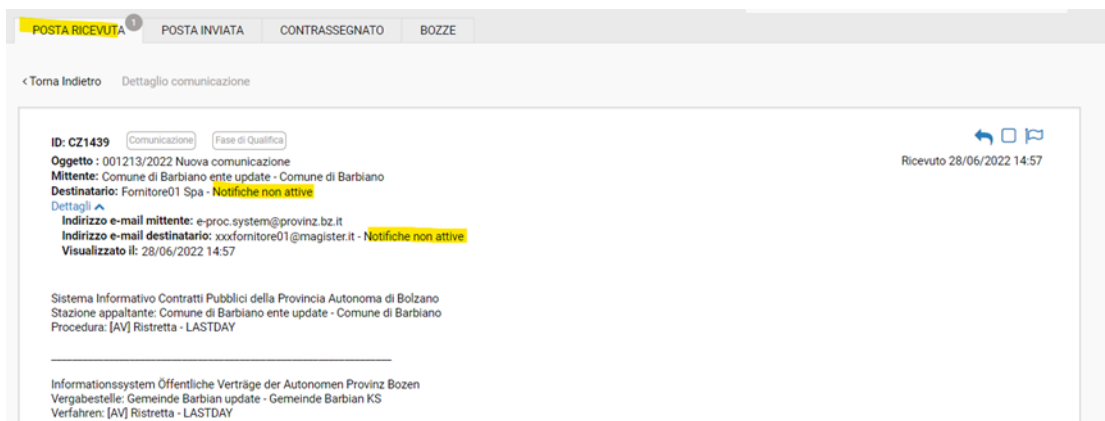 POSTA RICEVUTA 1 POSTA INVIATA CONTRASSEGNATO BOZZE
< Torna Indietro Dettaglio comunicazione
ID: CZ1439 Comunicazione Fase di Qualifica
Oggetto : 001213/2022 Nuova comunicazione
Ricevuto 28/06/2022 14:57
Mittente: Comune di Barbiano ente update - Comune di Barbiano
Destinatario: Fornitore01 Spa - Notifiche non attive
Dettagli
Indirizzo e-mail mittente: e-proc.system@provinz.bz.it
Indirizzo e-mail destinatario: xxxfornitore01@magister.it - Notifiche non attive
Visualizzato il: 28/06/2022 14:57
Sistema Informativo Contratti Pubblici della Provincia Autonoma di Bolzano
Stazione appaltante: Comune di Barbiano ente update - Comune di Barbiano
Procedura: [AV] Ristretta - LASTDAY
Informationssystem Öffentliche Verträge der Autonomen Provinz Bozen
Vergabestelle: Gemeinde Barbian update - Gemeinde Barbian KS
Verfahren: [AV] Ristretta - LASTDAY